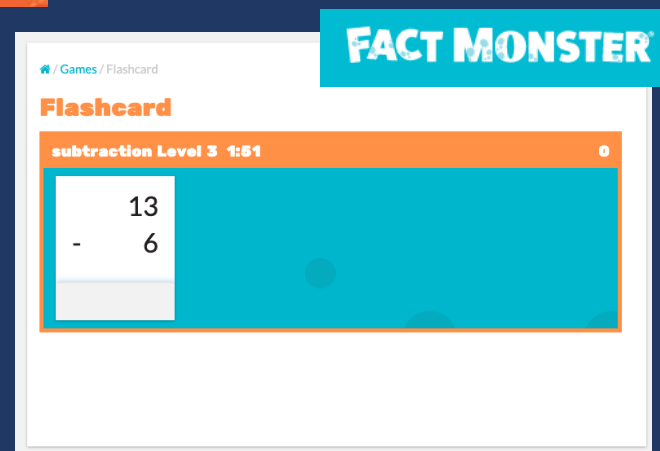 FACT MONSTER
/ Games / Flashcard
Flashcard
subtraction Level 3 1:51 0
13
- 6